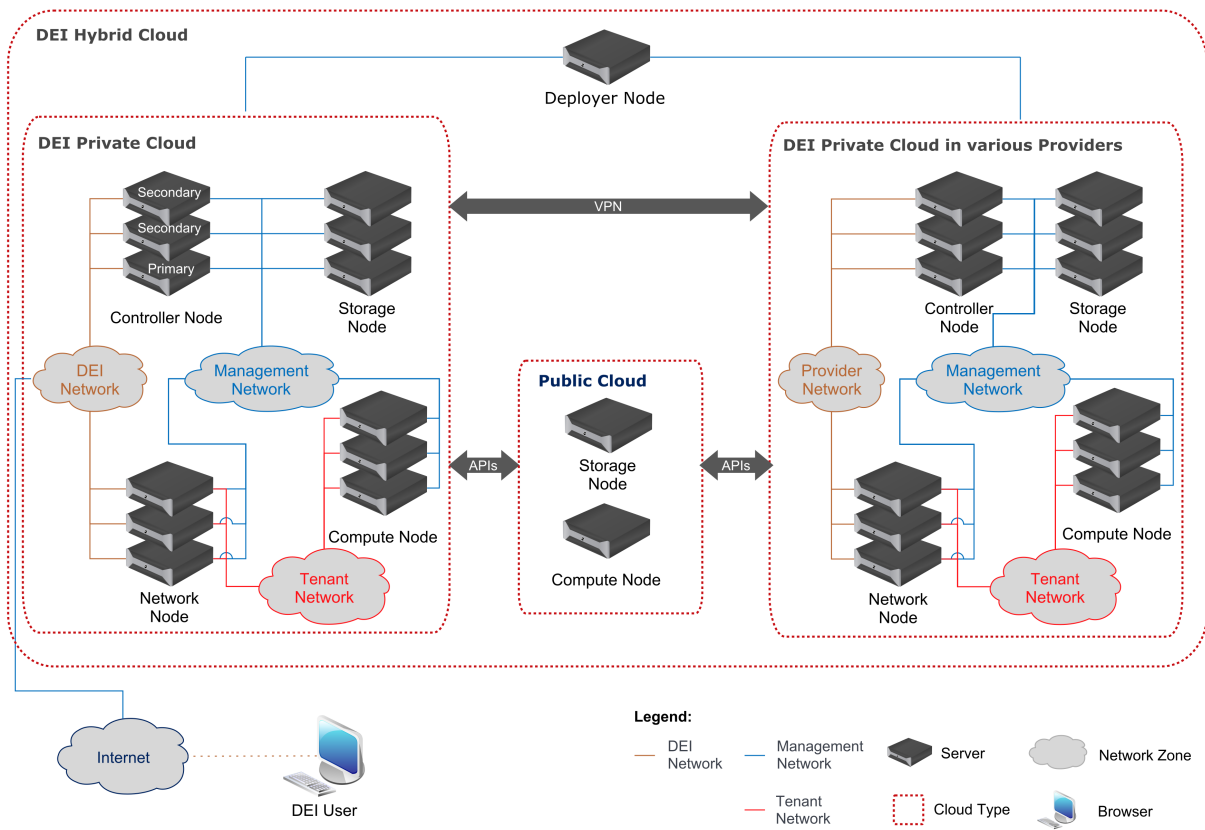 DEI Hybrid Cloud
Deployer Node
DEI Private Cloud
Secondary
Secondary
Primary
Controller Node
Storage
Node
DEI
Network
Management
Network
Compute Node
Network
Node
Tenant
Network
VPN
APIs
Public Cloud
Storage
Node
Compute Node
APIs
DEI Private Cloud in various Providers
Controller
Node
Storage
Node
Provider
Network
Management
Network
Compute Node
Network
Node
Tenant
Network
Internet
DEI User
Legend:
DEI
Network
Management
Network
Server
Network Zone
Tenant
Network
Cloud Type
Browser